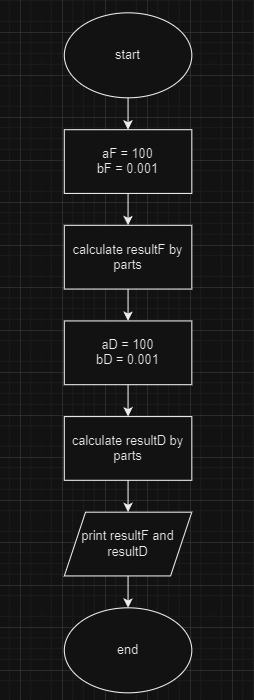 start
aF = 100
bF = 0.001
calculate resultF by
parts
aD = 100
bD = 0.001
calculate resultD by
parts
print resultF and
resultD
end